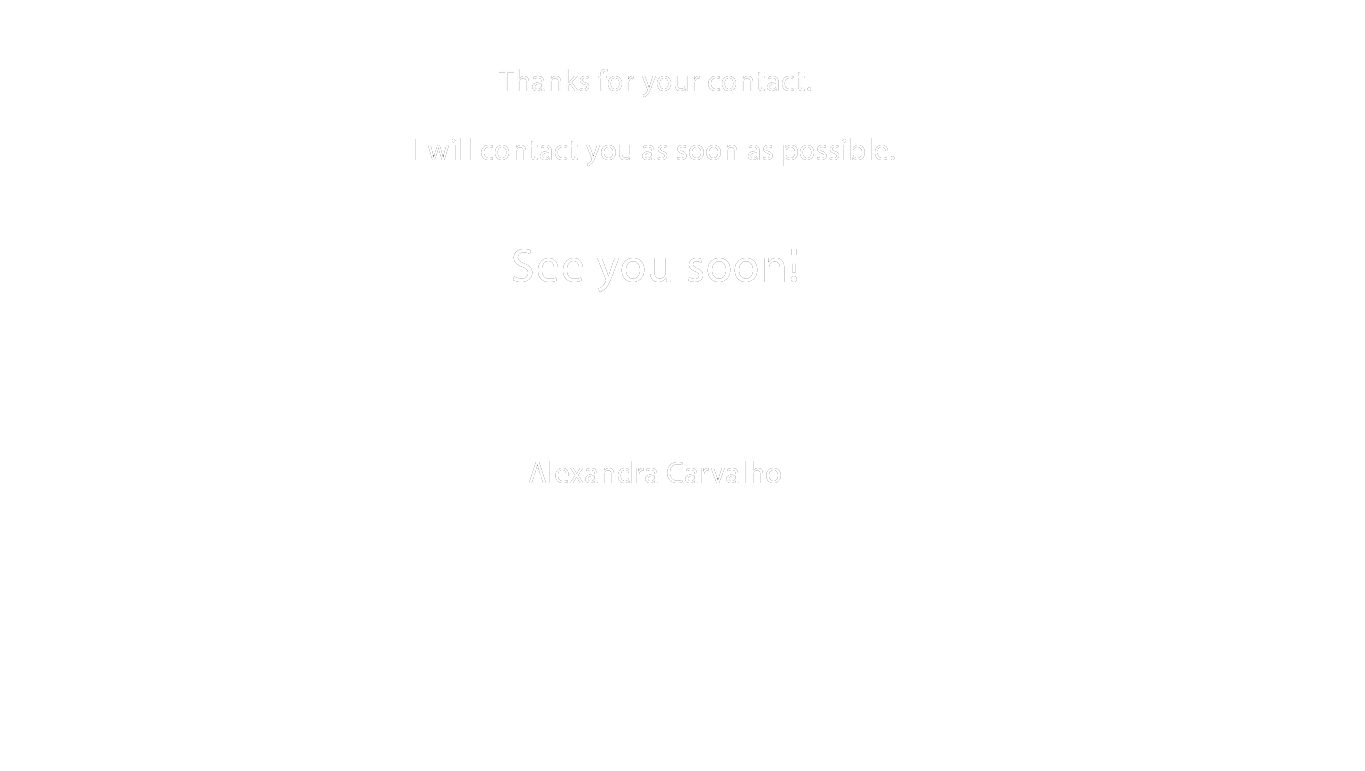 Thanks for your contact.
I will contact you as soon as possible.
See you soon!
Alexandra Carvalho